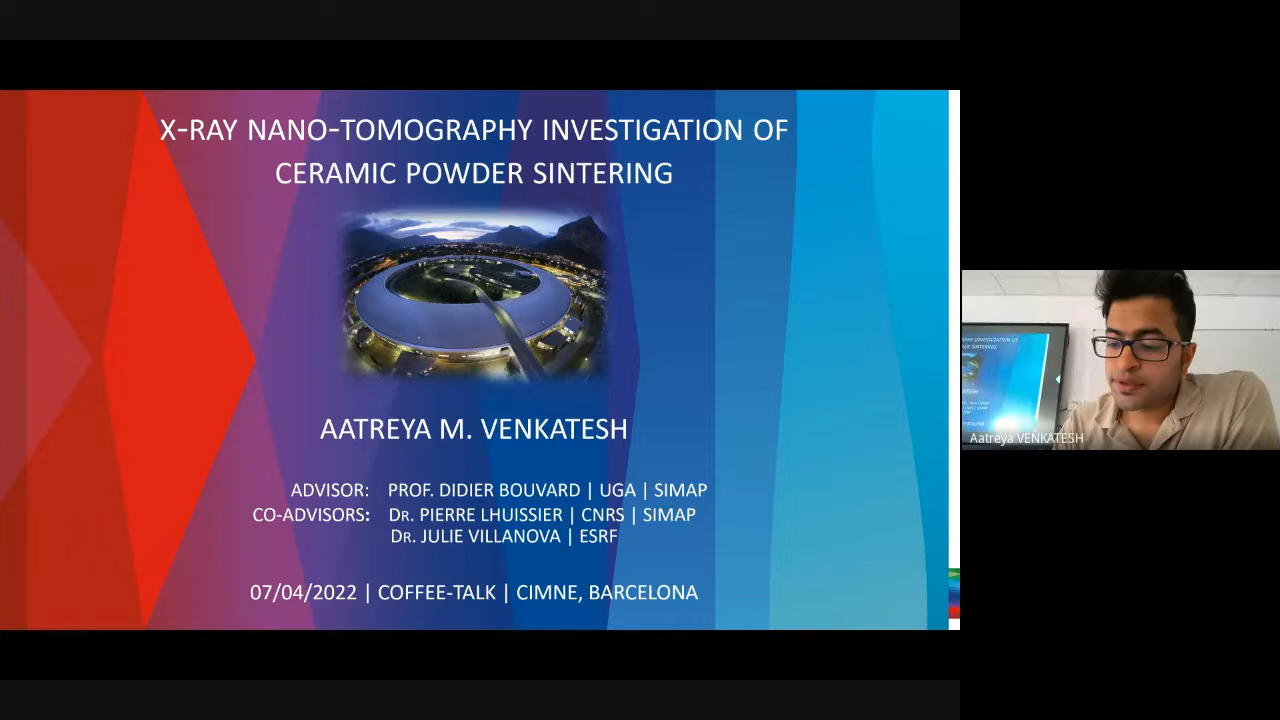 X-RAY NANO-TOMOGRAPHY INVESTIGATION OF
CERAMIC POWDER SINTERING
AATREYA M. VENKATESH
ADVISOR: PROF. DIDIER BOUVARD | UGA | SIMAP
CO-ADVISORS: DR. PIERRE LHUISSIER | CNRS | SIMAP
DR. JULIE VILLANOVA | ESRF
07/04/2022 | COFFEE-TALK | CIMNE, BARCELONA
Aatreya VENKATESH